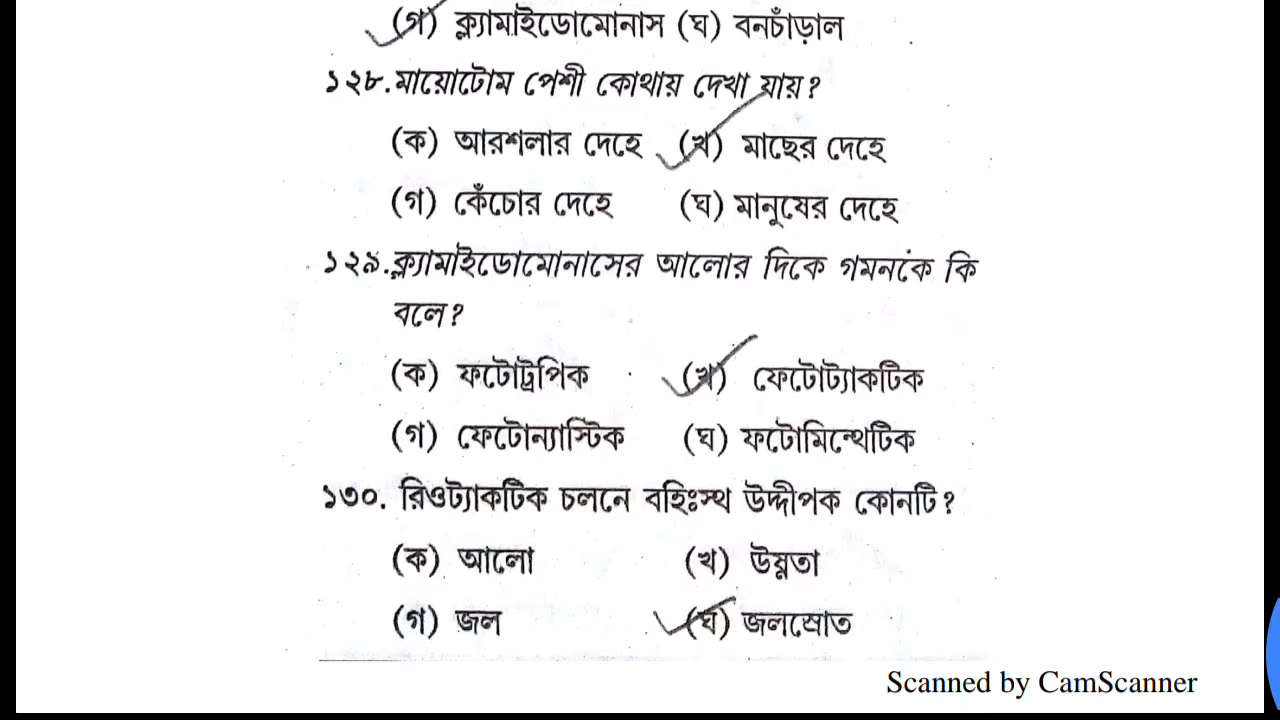 (গ) ক্ল্যামাইডোমোনাস (ঘ) বনচাঁড়াল
১২৮. মায়োটোম পেশী কোথায় দেখা যায়?
(ক) আরশলার দেহে (খ) মাছের দেহে
(গ) কেঁচোর দেহে (ঘ) মানুষের দেহে
১২৯. ক্ল্যামাইডোমোনাসের আলোর দিকে গমনকে কি
বলে?
(ক) ফটোট্রপিক (খ) ফেটোট্যাকটিক
(গ) ফেটোন্যাস্টিক (ঘ) ফটোমিন্থেটিক
১৩০. রিওট্যাকটিক চলনে বহিঃস্থ উদ্দীপক কোনটি?
(ক) আলো (খ) উষ্ণতা
(গ) জল (ঘ) জলস্রোত
Scanned by CamScanner